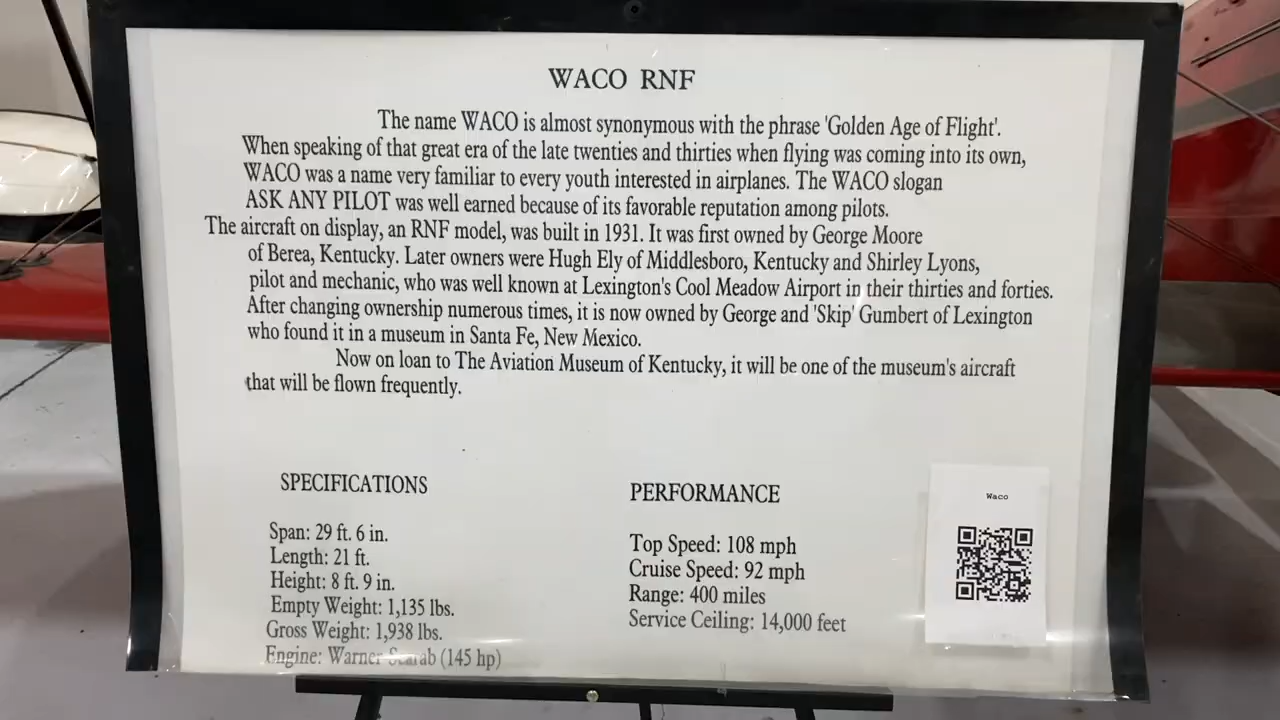 WACO RNF
The name WACO is almost synonymous with the phrase 'Golden Age of Flight'.
When speaking of that great era of the late twenties and thirties when flying was coming into its own,
WACO was a name very familiar to every youth interested in airplanes. The WACO slogan
ASK ANY PILOT was well earned because of its favorable reputation among pilots.
The aircraft on display, an RNF model, was built in 1931. It was first owned by George Moore
of Berea, Kentucky. Later owners were Hugh Ely of Middlesboro, Kentucky and Shirley Lyons,
pilot and mechanic, who was well known at Lexington's Cool Meadow Airport in their thirties and forties.
After changing ownership numerous times, it is now owned by George and 'Skip' Gumbert of Lexington
who found it in a museum in Santa Fe, New Mexico.
Now on loan to The Aviation Museum of Kentucky, it will be one of the museum's aircraft
that will be flown frequently.
SPECIFICATIONS
Span: 29 ft. 6 in.
Length: 21 ft.
Height: 8 ft. 9 in.
Empty Weight: 1,135 lbs.
Gross Weight: 1,938 lbs.
Engine: Warner Scarab (145 hp)
PERFORMANCE
Top Speed: 108 mph
Cruise Speed: 92 mph
Range: 400 miles
Service Ceiling: 14,000 feet
Waco